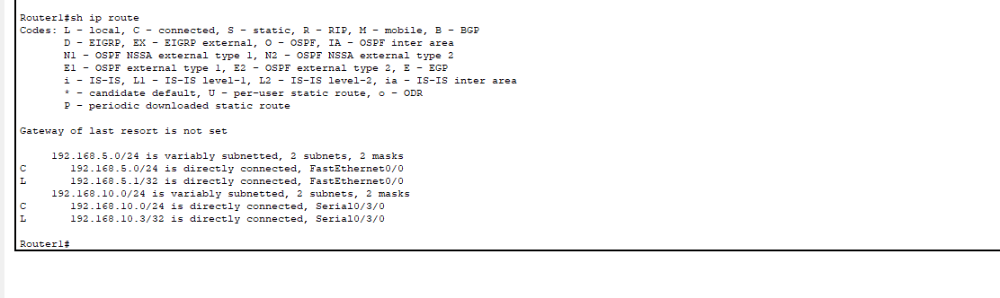 Router1#sh ip route
Codes: L - local, C - connected, S - static, R - RIP, M - mobile, B - BGP
D - EIGRP, EX - EIGRP external, O - OSPF, IA - OSPF inter area
N1 - OSPF NSSA external type 1, N2 - OSPF NSSA external type 2
E1 - OSPF external type 1, E2 - OSPF external type 2, E - EGP
i - IS-IS, L1 - IS-IS level-1, L2 - IS-IS level-2, ia - IS-IS inter area
* - candidate default, U - per-user static route, o - ODR
P - periodic downloaded static route
Gateway of last resort is not set
192.168.5.0/24 is variably subnetted, 2 subnets, 2 masks
C 192.168.5.0/24 is directly connected, FastEthernet0/0
L 192.168.5.1/32 is directly connected, FastEthernet0/0
192.168.10.0/24 is variably subnetted, 2 subnets, 2 masks
C 192.168.10.0/24 is directly connected, Serial0/3/0
L 192.168.10.3/32 is directly connected, Serial0/3/0
Router1#